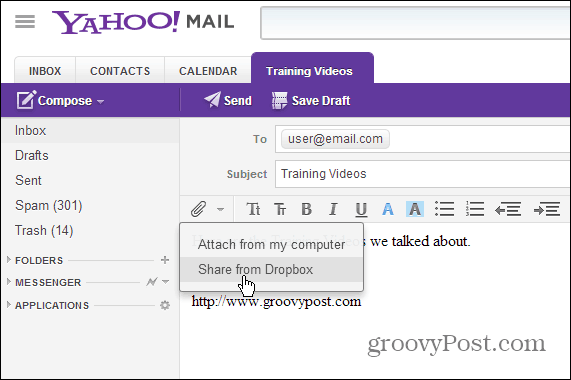 YAHOO! MAIL
INBOX CONTACTS CALENDAR Training Videos
Compose Send Save Draft
Inbox
Drafts
Sent
Spam (301)
Trash (14)
FOLDERS
MESSENGER
APPLICATIONS
To user@email.com
Subject Training Videos
Tt Tr B I U A A
Attach from my computer
Share from Dropbox
s we talked about.
http://www.groovypost.com
groovyPost.com